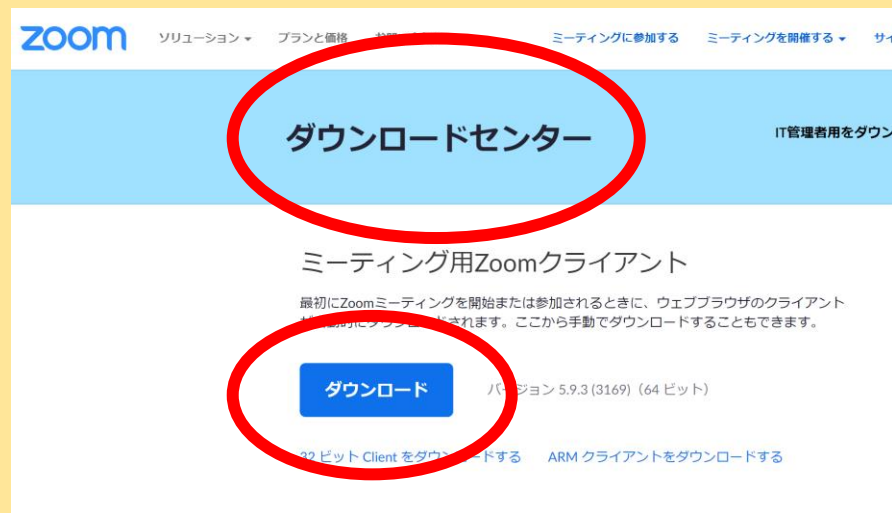 zoom ソリューション プランと価格 ミーティングに参加する ミーティングを開催する
ダウンロードセンター
IT管理者用をダウン
ミーティング用Zoomクライアント
最初にZoomミーティングを開始または参加されるときに、ウェブブラウザのクライアント
されます。ここから手動でダウンロードすることもできます。
ダウンロード
バージョン 5.9.3 (3169) (64 ビット)
32 ビット Client をダウンロードする ARM クライアントをダウンロードする